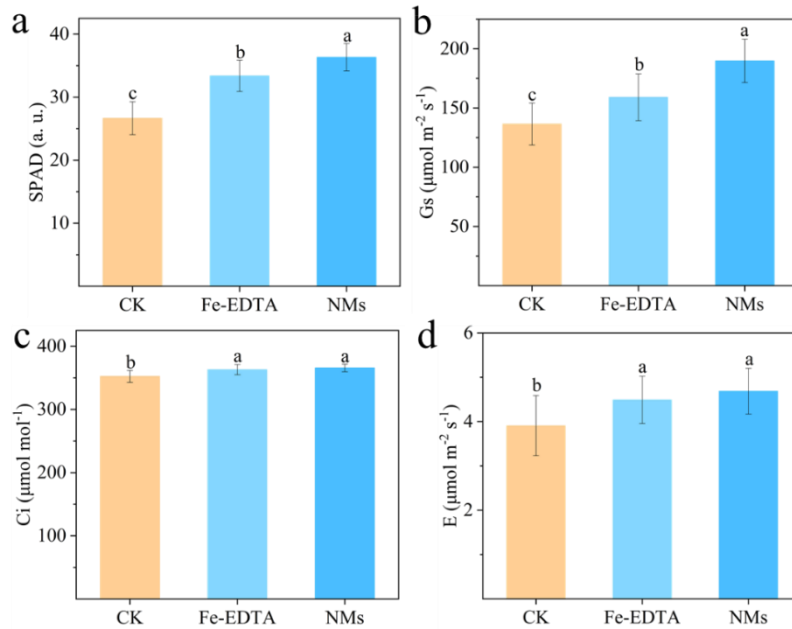 a
SPAD (a. u.)
40
30
20
10
c
b
a
CK
Fe-EDTA
NMs
b
Gs (μmol m⁻² s⁻¹)
200
150
100
50
c
b
a
CK
Fe-EDTA
NMs
c
Ci (μmol mol⁻¹)
400
300
200
100
b
a
a
CK
Fe-EDTA
NMs
d
E (μmol m⁻² s⁻¹)
6
4
2
b
a
a
CK
Fe-EDTA
NMs